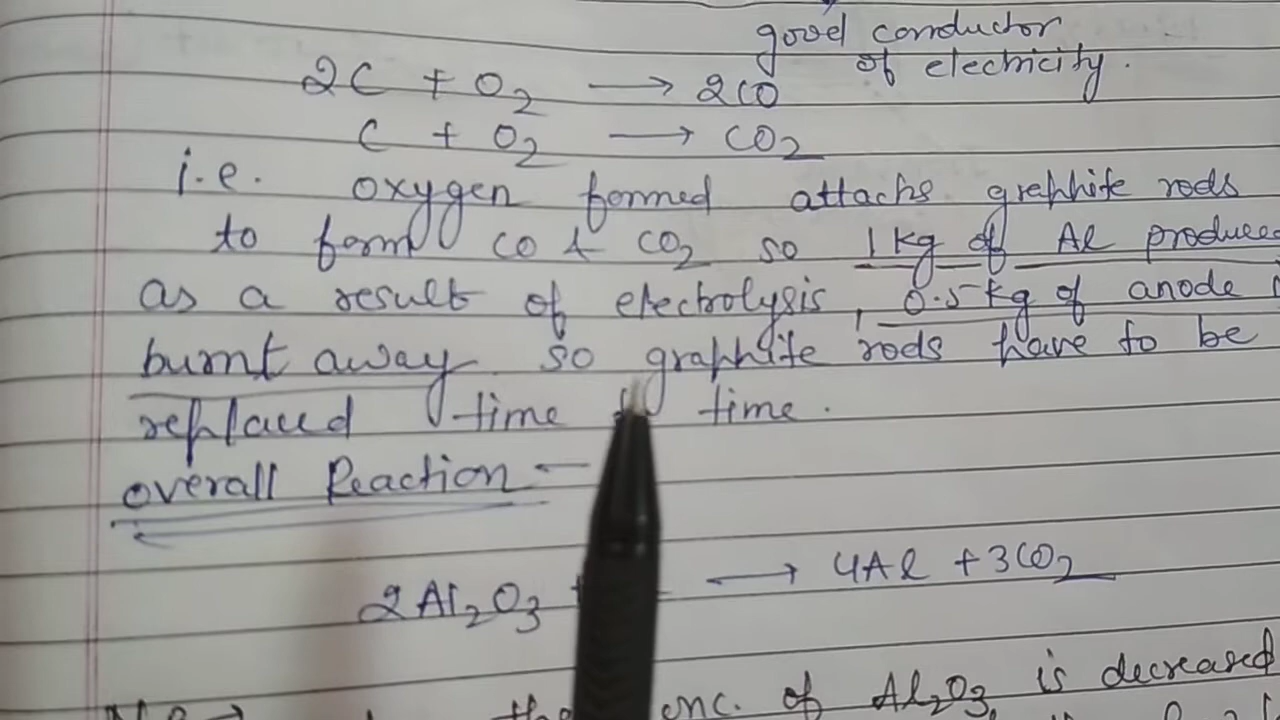 good conductor
of electricity.
2C + O2 → 2CO
C + O2 → CO2
i.e. oxygen formed attachs graphite rods
to form CO & CO2 so 1 kg of Al produced
as a result of electrolysis, 0.5 kg of anode
burnt away so graphite rods have to be
replaced time time.
overall Reaction -
2Al2O3 → 4Al + 3CO2
conc. of Al2O3 is decreased